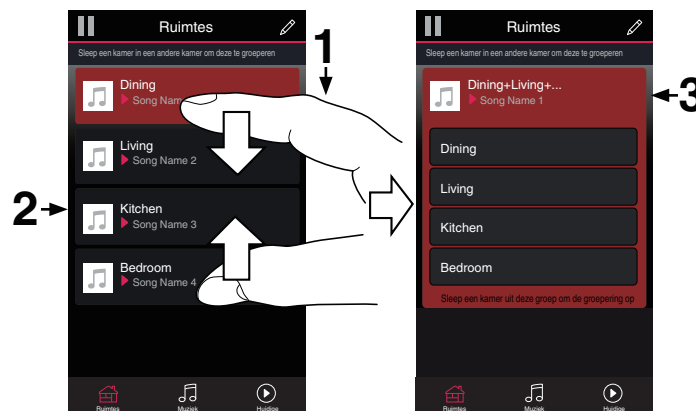 Ruimtes
Sleep een kamer in een andere kamer om deze te groeperen
1
Dining
Song Na
Living
Song Name 2
2
Kitchen
Song Name 3
Bedroom
Song Name 4
Ruimtes
Muziek
Huidige
Ruimtes
Sleep een kamer in een andere kamer om deze te groeperen
Dining+Living+...
Song Name 1
3
Dining
Living
Kitchen
Bedroom
Sleep een kamer uit deze groep om de groepering op
Ruimtes
Muziek
Huidige